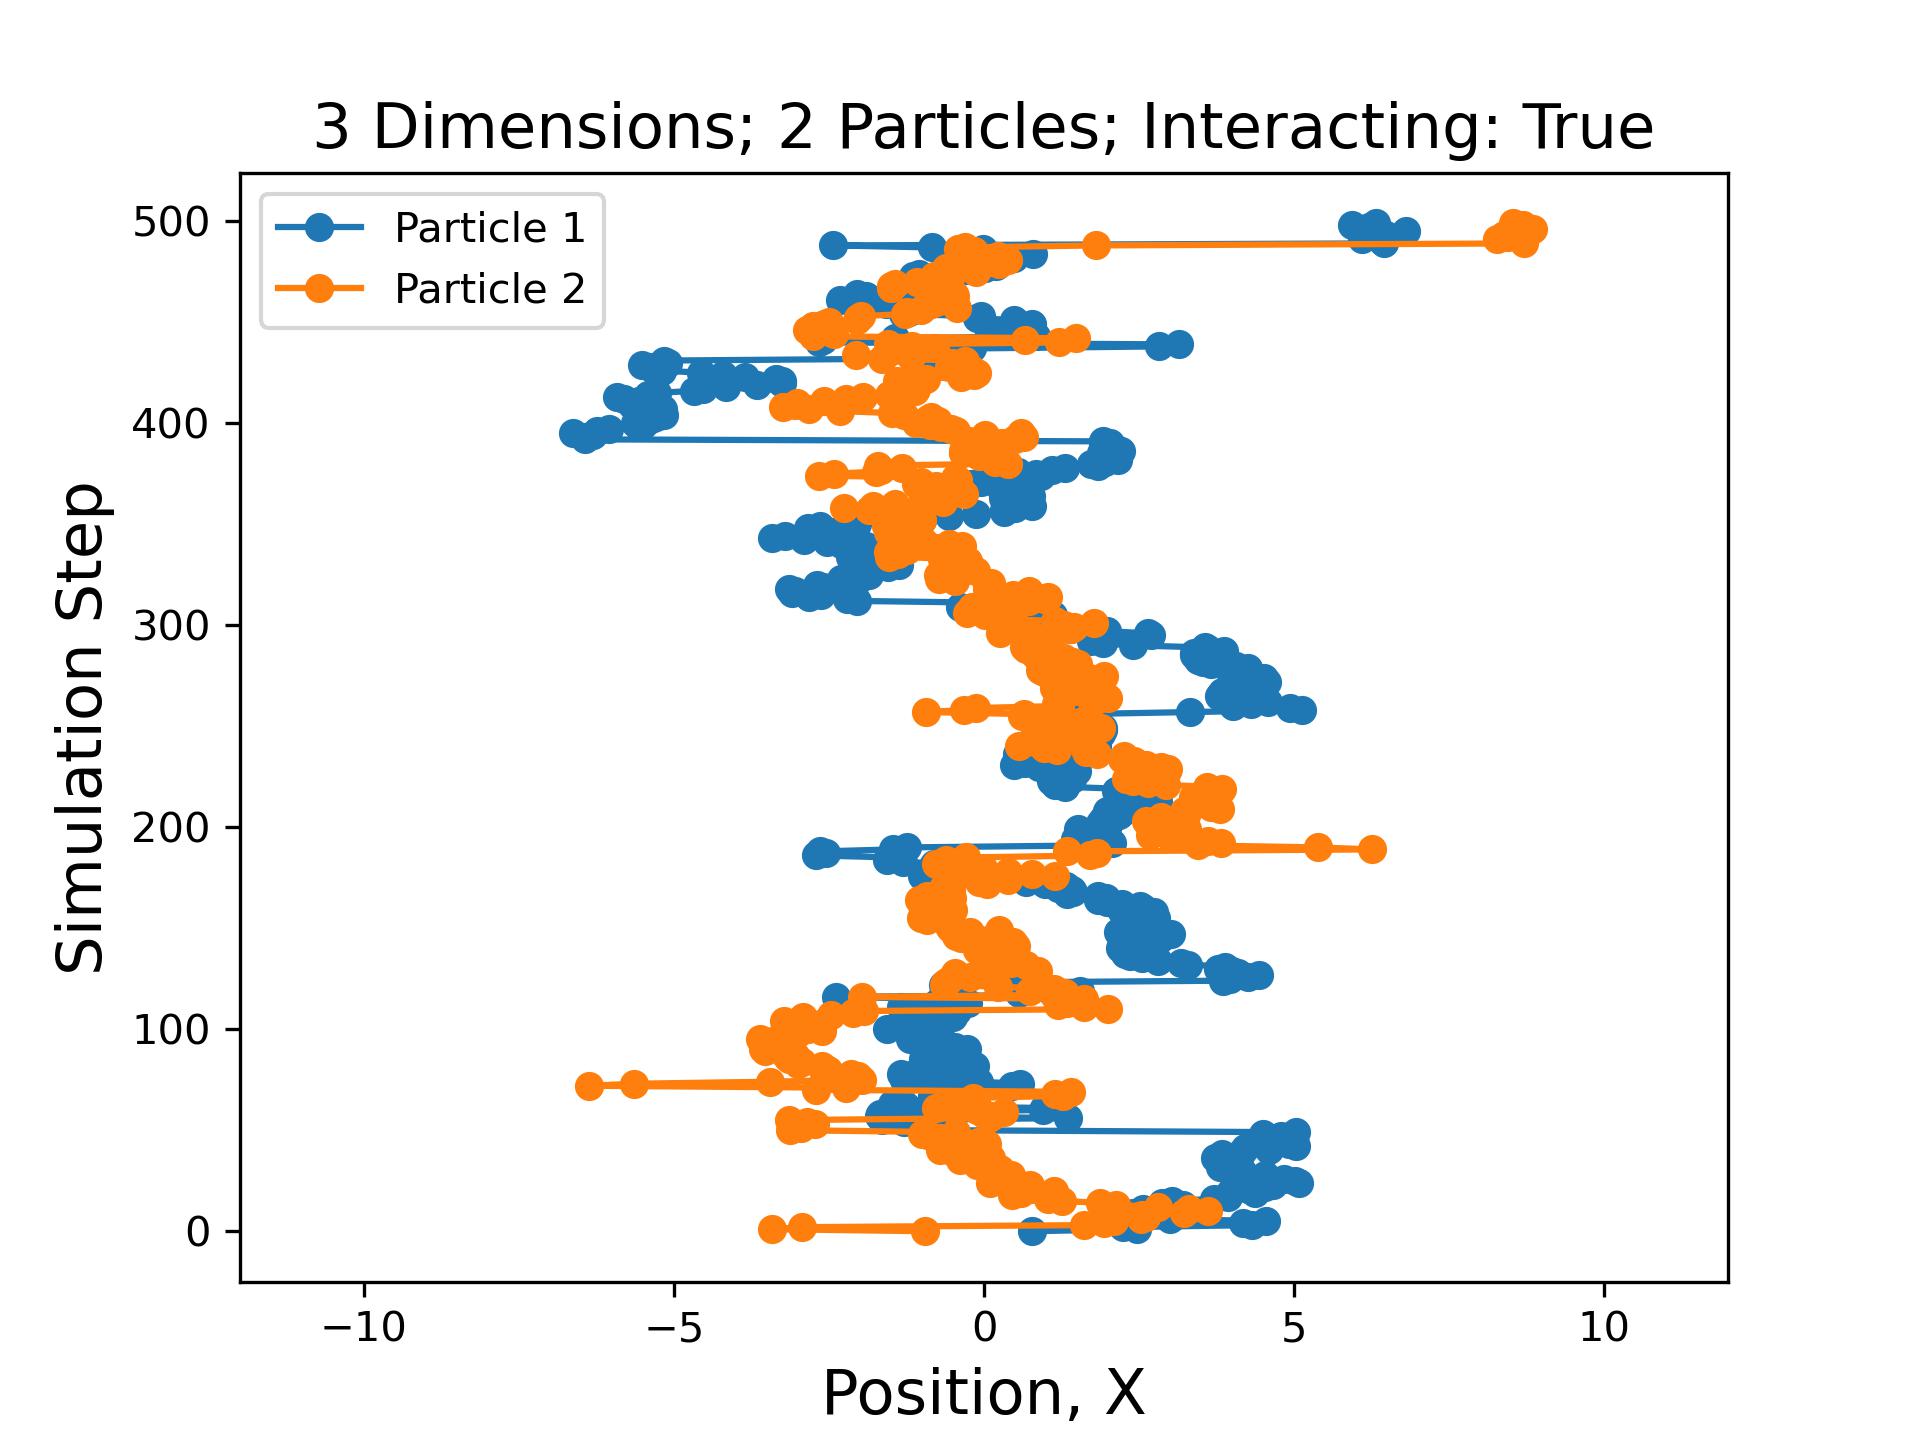 3 Dimensions; 2 Particles; Interacting: True
Particle 1
Particle 2
Simulation Step
500
400
300
200
100
0
−10
−5
0
5
10
Position, X